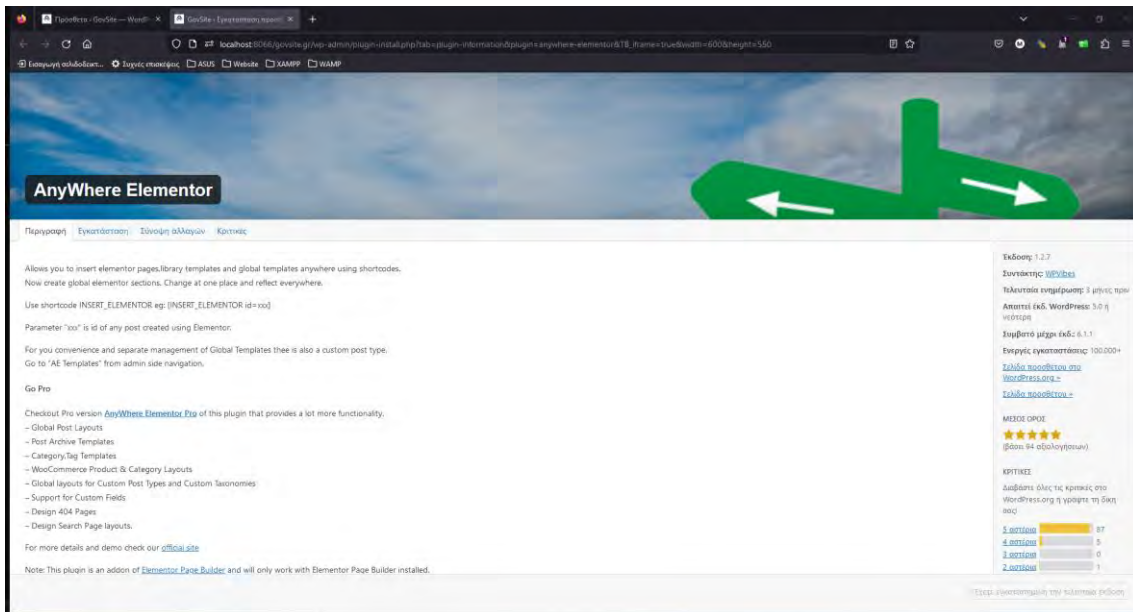 Πρόσθετα ‹ GovSite — WordP
GovSite › Εγκατάσταση προσθ
localhost:8066/govsite.gr/wp-admin/plugin-install.php?tab=plugin-information&plugin=anywhere-elementor&TB_iframe=true&width=600&height=550
Εισαγωγή σελιδοδεικτ... Συχνές επισκέψεις ASUS Website XAMPP WAMP
AnyWhere Elementor
Περιγραφή Εγκατάσταση Σύνοψη αλλαγών Κριτικές
Allows you to insert elementor pages,library templates and global templates anywhere using shortcodes.
Now create global elementor sections. Change at one place and reflect everywhere.
Use shortcode INSERT_ELEMENTOR eg: [INSERT_ELEMENTOR id=xxx]
Parameter "xxx" is id of any post created using Elementor.
For you convenience and separate management of Global Templates thee is also a custom post type.
Go to "AE Templates" from admin side navigation.
Go Pro
Checkout Pro version AnyWhere Elementor Pro of this plugin that provides a lot more functionality.
– Global Post Layouts
– Post Archive Templates
– Category,Tag Templates
– WooCommerce Product & Category Layouts
– Global layouts for Custom Post Types and Custom Taxonomies
– Support for Custom Fields
– Design 404 Pages
– Design Search Page layouts.
For more details and demo check our official site
Note: This plugin is an addon of Elementor Page Builder and will only work with Elementor Page Builder installed.
Έκδοση: 1.2.7
Συντάκτης: WPVibes
Τελευταία ενημέρωση: 3 μήνες πριν
Απαιτεί έκδ. WordPress: 5.0 ή
νεότερη
Συμβατό μέχρι έκδ.: 6.1.1
Ενεργές εγκαταστάσεις: 100.000+
Σελίδα προσθέτου στο
WordPress.org »
Σελίδα προσθέτου »
ΜΕΣΟΣ ΟΡΟΣ
(βάσει 94 αξιολογήσεων)
ΚΡΙΤΙΚΕΣ
Διαβάστε όλες τις κριτικές στο
WordPress.org ή γράψτε τη δική
σας!
5 αστέρια 87
4 αστέρια 5
3 αστέρια 0
2 αστέρια 1
Έχετε εγκατεστημένη την τελευταία έκδοση